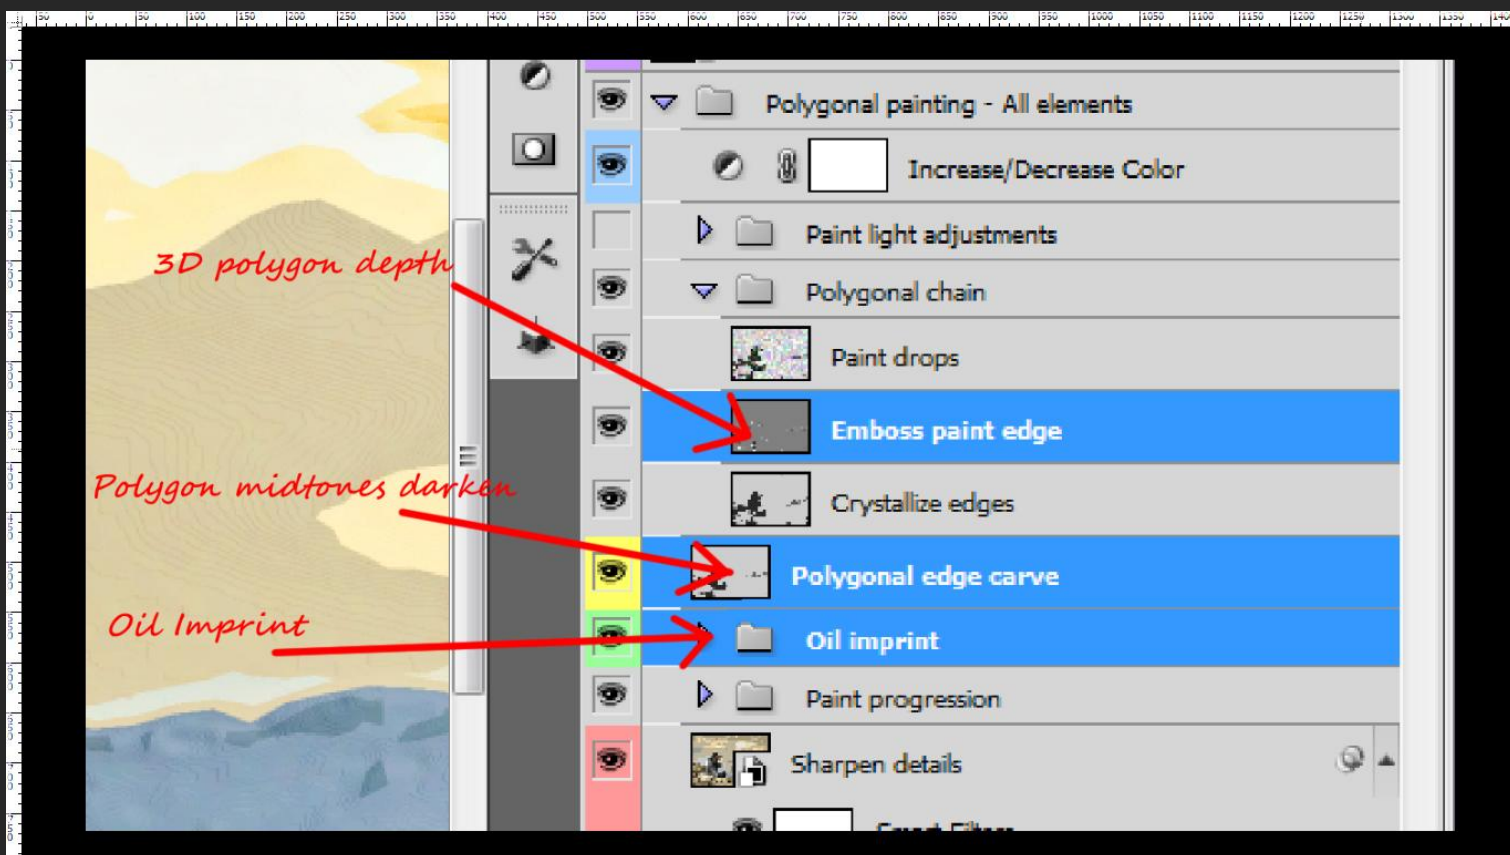 Polygonal painting - All elements
Increase/Decrease Color
Paint light adjustments
3D polygon depth
Polygonal chain
Paint drops
Emboss paint edge
Polygon midtones darken
Crystallize edges
Polygonal edge carve
Oil Imprint
Oil imprint
Paint progression
Sharpen details